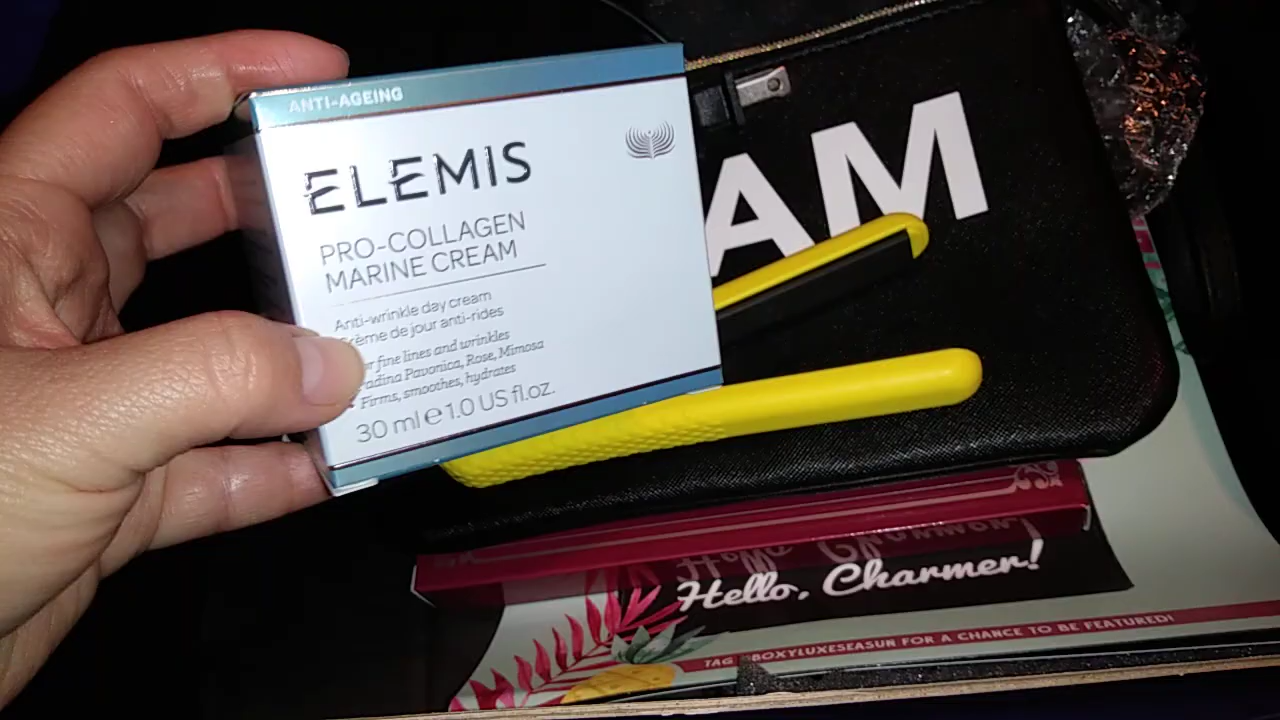 ANTI-AGEING
ELEMIS
PRO-COLLAGEN
MARINE CREAM
Anti-wrinkle day cream
crème de jour anti-rides
fine lines and wrinkles
Padina Pavonica, Rose, Mimosa
Firms, smoothes, hydrates
30 ml e 1.0 US fl.oz.
AM
Hello, Charmer!
TAG BOXYLUXESEASUN FOR A CHANCE TO BE FEATURED!